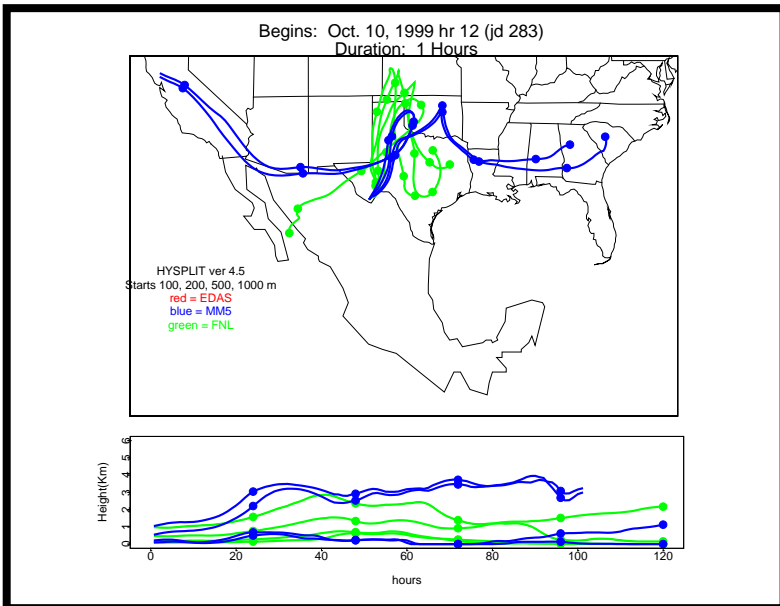 Begins: Oct. 10, 1999 hr 12 (jd 283)
Duration: 1 Hours
HYSPLIT ver 4.5
Starts 100, 200, 500, 1000 m
red = EDAS
blue = MM5
green = FNL
Height(Km)
6
5
4
3
2
1
0
0 20 40 60 80 100 120
hours